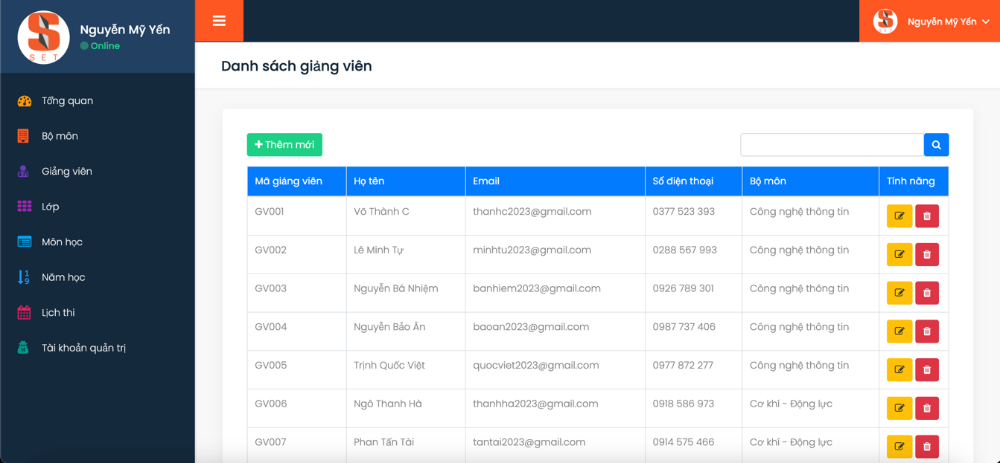 SET
Nguyễn Mỹ Yến
Online
SET
Nguyễn Mỹ Yến
Danh sách giảng viên
Tổng quan
Bộ môn
Giảng viên
Lớp
Môn học
Năm học
Lịch thi
Tài khoản quản trị
Thêm mới
Mã giảng viên Họ tên Email Số điện thoại Bộ môn Tính năng
GV001 Võ Thành C thanhc2023@gmail.com 0377 523 393 Công nghệ thông tin
GV002 Lê Minh Tự minhtu2023@gmail.com 0288 567 993 Công nghệ thông tin
GV003 Nguyễn Bá Nhiệm banhiem2023@gmail.com 0926 789 301 Công nghệ thông tin
GV004 Nguyễn Bảo Ân baoan2023@gmail.com 0987 737 406 Công nghệ thông tin
GV005 Trịnh Quốc Việt quocviet2023@gmail.com 0977 872 277 Công nghệ thông tin
GV006 Ngô Thanh Hà thanhha2023@gmail.com 0918 586 973 Cơ khí - Động lực
GV007 Phan Tấn Tài tantai2023@gmail.com 0914 575 466 Cơ khí - Động lực